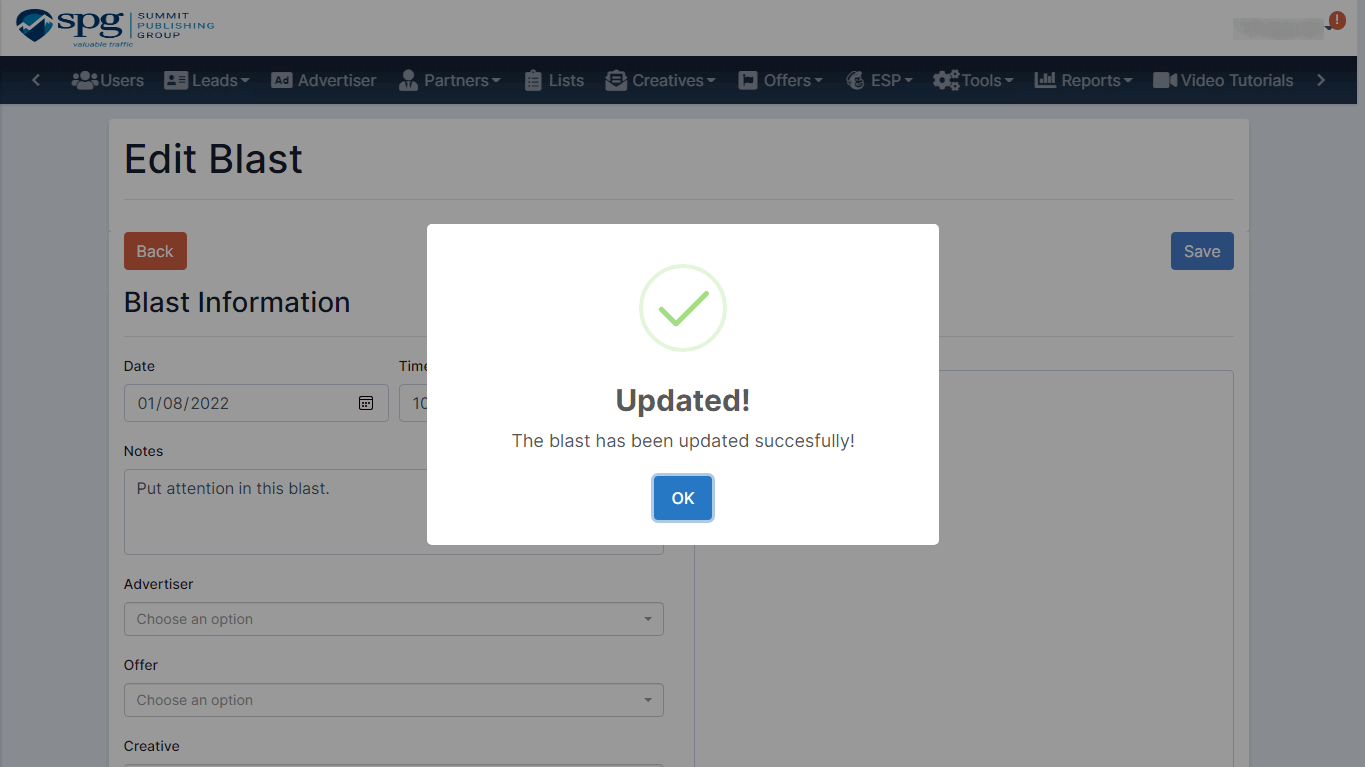 spg
SUMMIT
PUBLISHING
GROUP
valuable traffic
!
Users
Leads
Ad Advertiser
Partners
Lists
Creatives
Offers
ESP
Tools
Reports
Video Tutorials
Edit Blast
Back
Save
Blast Information
Date
Time
01/08/2022
10
Notes
Put attention in this blast.
Updated!
The blast has been updated succesfully!
OK
Advertiser
Choose an option
Offer
Choose an option
Creative